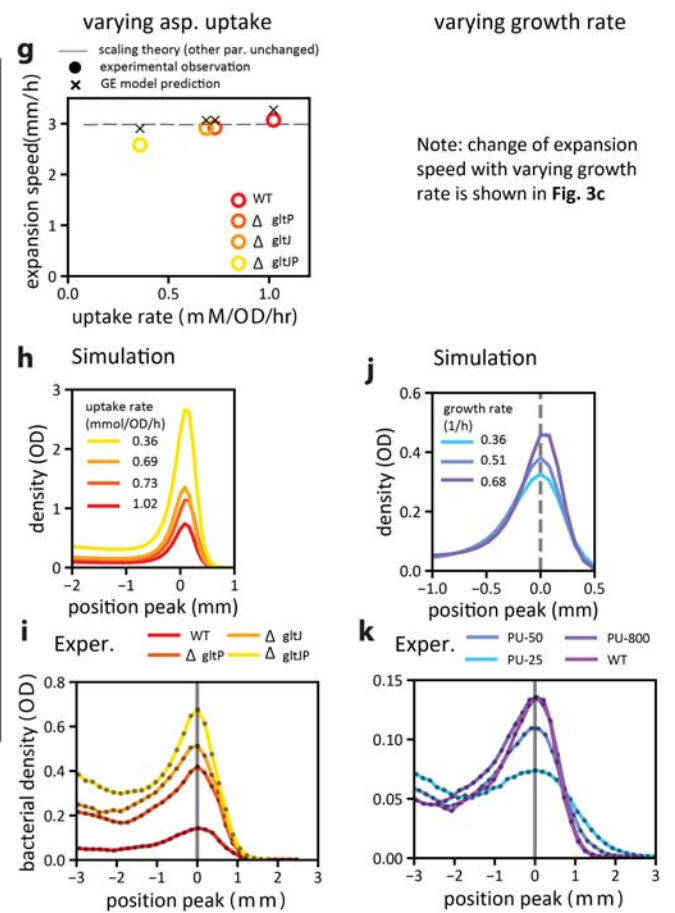 varying asp. uptake
varying growth rate
g
scaling theory (other par. unchanged)
experimental observation
GE model prediction
expansion speed(mm/h)
3
2
1
0
WT
Δ gltP
Δ gltJ
Δ gltJP
0.0 0.5 1.0
uptake rate (mM/OD/hr)
Note: change of expansion
speed with varying growth
rate is shown in Fig. 3c
h Simulation
density (OD)
3
2
1
0
uptake rate
(mmol/OD/h)
0.36
0.69
0.73
1.02
−2 −1 0 1
position peak (mm)
j Simulation
density (OD)
0.6
0.4
0.2
0.0
growth rate
(1/h)
0.36
0.51
0.68
−1.0 −0.5 0.0 0.5
position peak (mm)
i Exper.
WT Δ gltJ
Δ gltP Δ gltJP
bacterial density (OD)
0.8
0.6
0.4
0.2
0.0
−3 −2 −1 0 1 2 3
position peak (mm)
k Exper.
PU-50 PU-800
PU-25 WT
0.15
0.10
0.05
0.00
−3 −2 −1 0 1 2 3
position peak (mm)